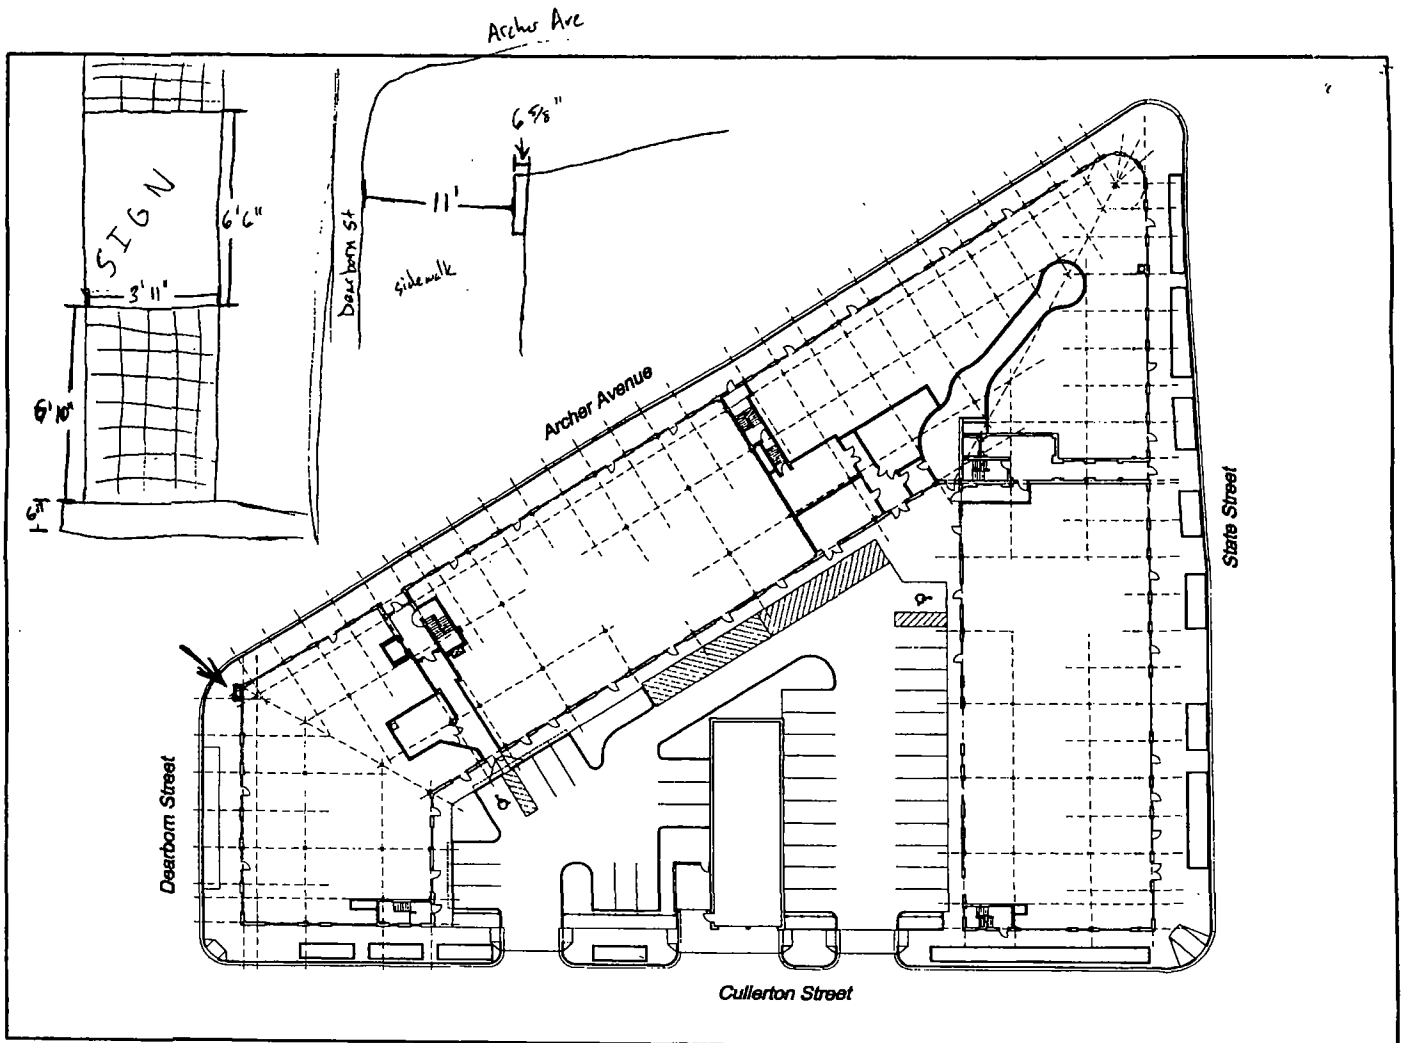 Archer Ave
6 5/8"
SIGN
6'6"
11'
3'11"
Dearborn St
sidewalk
6'10"
6"
Archer Avenue
State Street
Dearborn Street
Cullerton Street